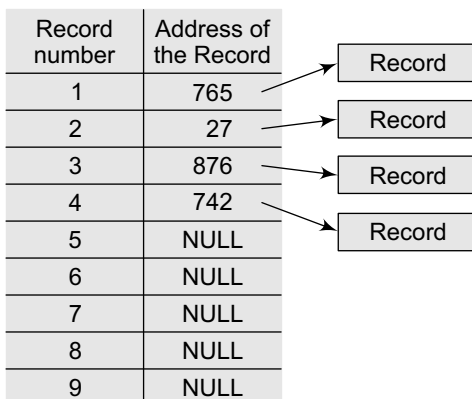 Record number Address of the Record
1 765 Record
2 27 Record
3 876 Record
4 742 Record
5 NULL
6 NULL
7 NULL
8 NULL
9 NULL